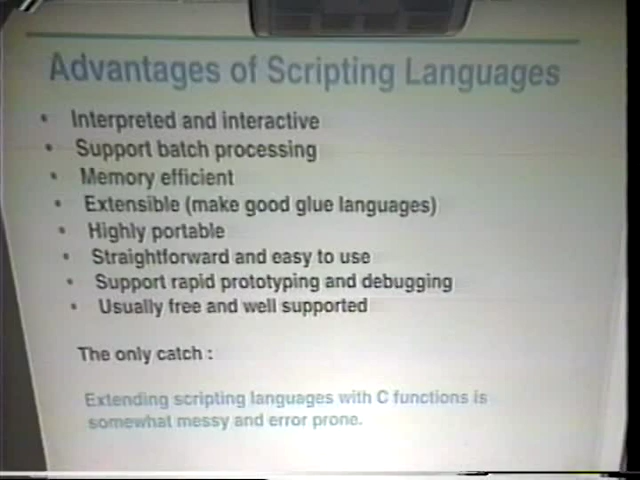 Advantages of Scripting Languages
• Interpreted and interactive
• Support batch processing
• Memory efficient
• Extensible (make good glue languages)
• Highly portable
• Straightforward and easy to use
• Support rapid prototyping and debugging
• Usually free and well supported
The only catch :
Extending scripting languages with C functions is
somewhat messy and error prone.